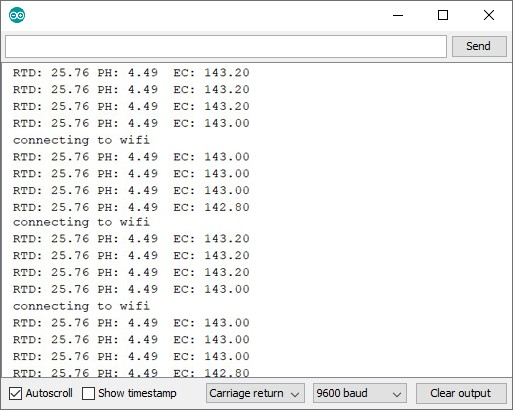 Send
RTD: 25.76 PH: 4.49  EC: 143.20
RTD: 25.76 PH: 4.49  EC: 143.20
RTD: 25.76 PH: 4.49  EC: 143.20
RTD: 25.76 PH: 4.49  EC: 143.00
connecting to wifi
RTD: 25.76 PH: 4.49  EC: 143.00
RTD: 25.76 PH: 4.49  EC: 143.00
RTD: 25.76 PH: 4.49  EC: 143.00
RTD: 25.76 PH: 4.49  EC: 142.80
connecting to wifi
RTD: 25.76 PH: 4.49  EC: 143.20
RTD: 25.76 PH: 4.49  EC: 143.20
RTD: 25.76 PH: 4.49  EC: 143.20
RTD: 25.76 PH: 4.49  EC: 143.00
connecting to wifi
RTD: 25.76 PH: 4.49  EC: 143.00
RTD: 25.76 PH: 4.49  EC: 143.00
RTD: 25.76 PH: 4.49  EC: 143.00
RTD: 25.76 PH: 4.49  EC: 142.80
Autoscroll Show timestamp Carriage return 9600 baud Clear output